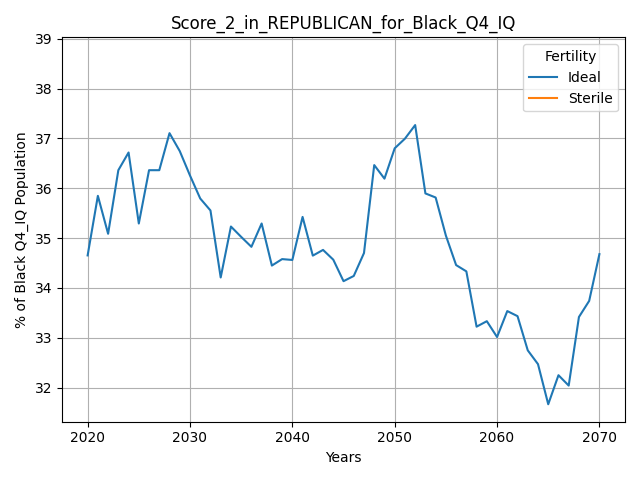 Score_2_in_REPUBLICAN_for_Black_Q4_IQ
% of Black Q4_IQ Population
39
38
37
36
35
34
33
32
Fertility
Ideal
Sterile
2020 2030 2040 2050 2060 2070
Years